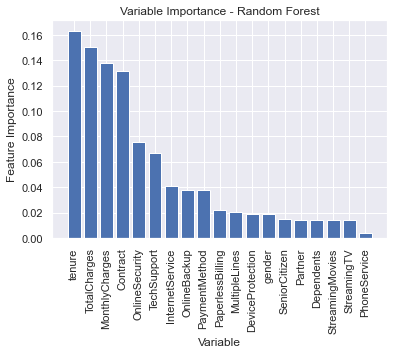 Variable Importance - Random Forest
Feature Importance
0.16
0.14
0.12
0.10
0.08
0.06
0.04
0.02
0.00
tenure
TotalCharges
MonthlyCharges
Contract
OnlineSecurity
TechSupport
InternetService
OnlineBackup
PaymentMethod
PaperlessBilling
MultipleLines
DeviceProtection
gender
SeniorCitizen
Partner
Dependents
StreamingMovies
StreamingTV
PhoneService
Variable